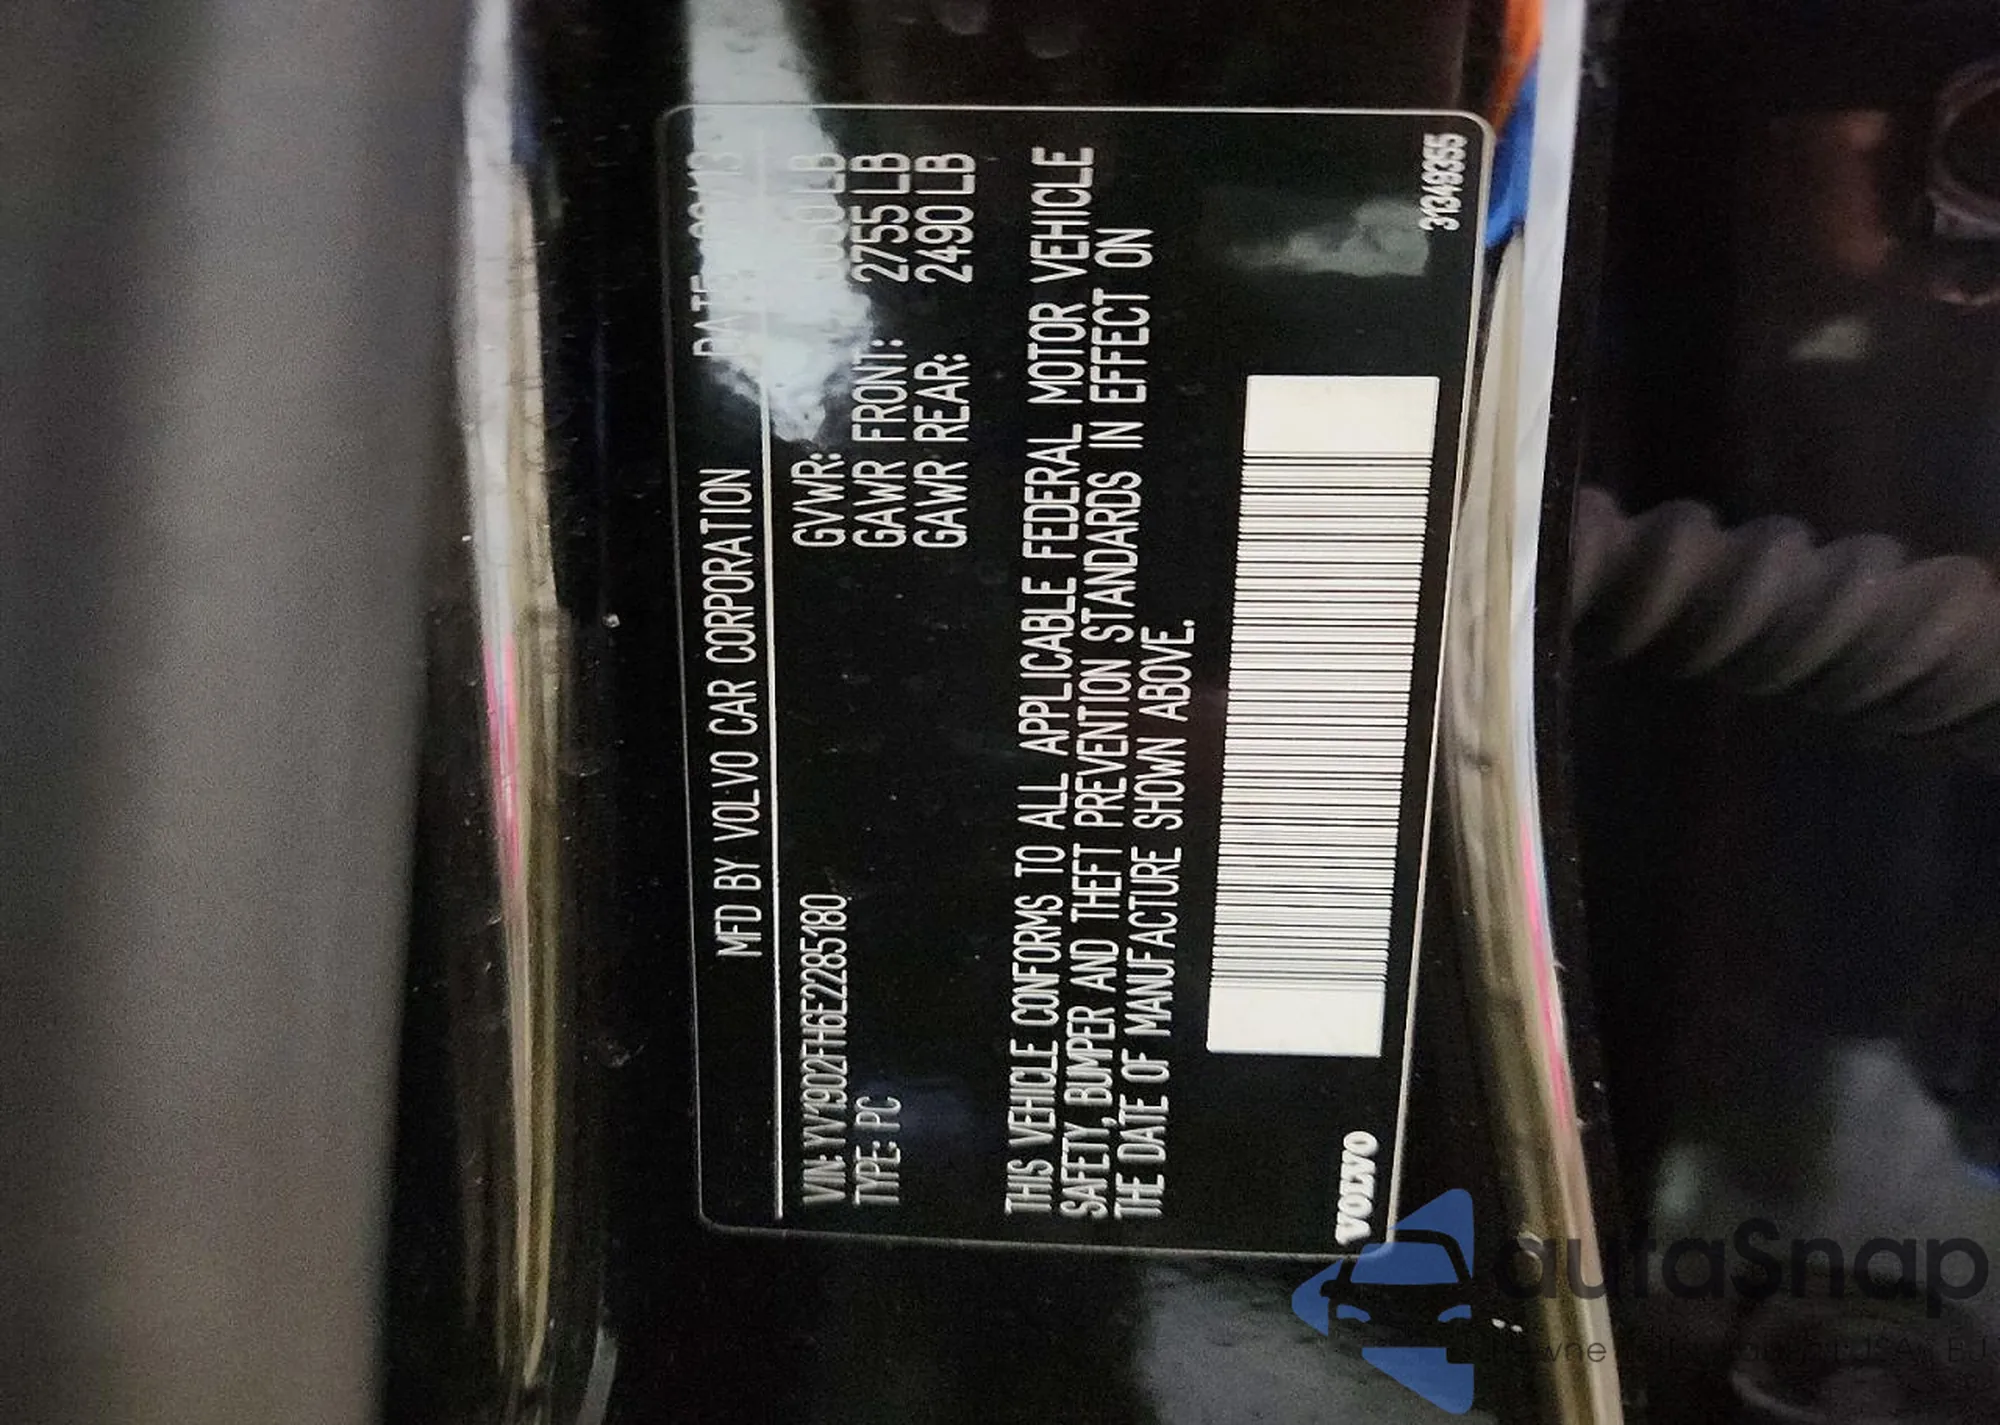 MFD BY VOLVO CAR CORPORATION
VIN: YV1902FH6E2285180
TYPE: PC
GVWR: LB
GAWR FRONT: 2755 LB
GAWR REAR: 2490 LB
THIS VEHICLE CONFORMS TO ALL APPLICABLE FEDERAL MOTOR VEHICLE
SAFETY, BUMPER AND THEFT PREVENTION STANDARDS IN EFFECT ON
THE DATE OF MANUFACTURE SHOWN ABOVE.
VOLVO
31349355
autaSnap